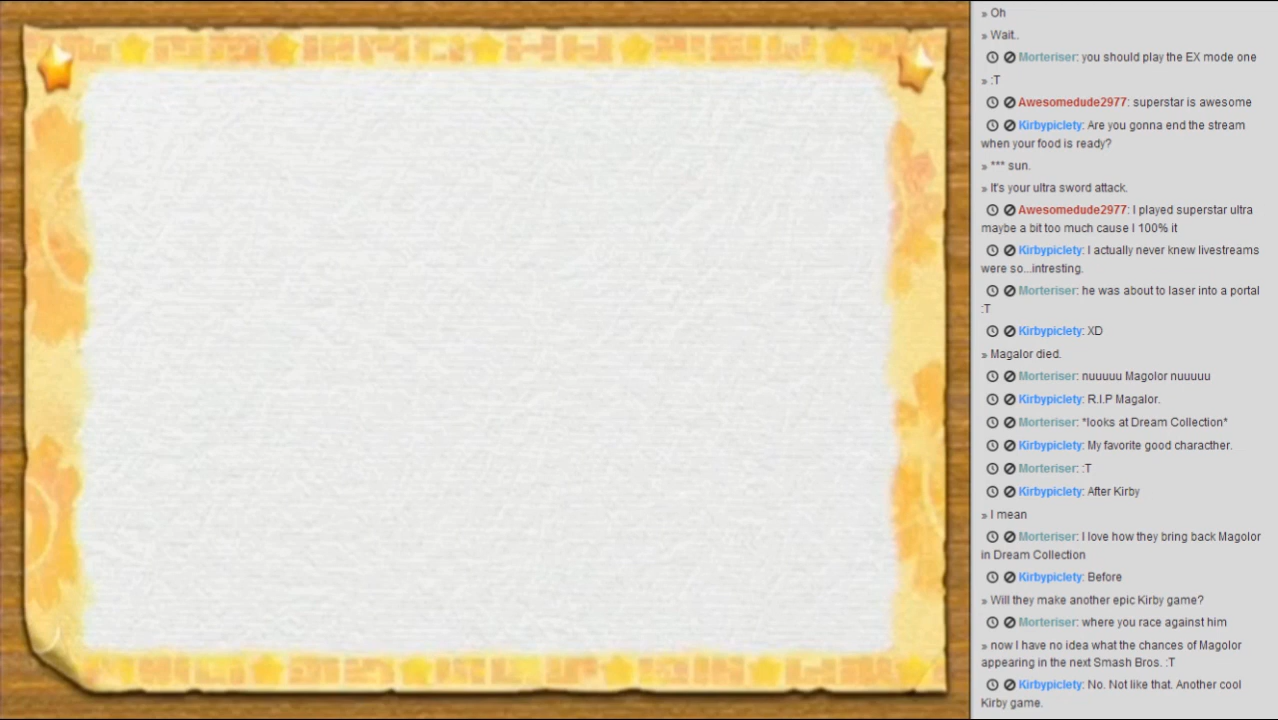 » Oh
» Wait..
Morteriser: you should play the EX mode one
» :T
Awesomedude2977: superstar is awesome
Kirbypiclety: Are you gonna end the stream
when your food is ready?
» *** sun.
» It's your ultra sword attack.
Awesomedude2977: I played superstar ultra
maybe a bit too much cause I 100% it
Kirbypiclety: I actually never knew livestreams
were so...intresting.
Morteriser: he was about to laser into a portal
:T
Kirbypiclety: XD
» Magalor died.
Morteriser: nuuuuu Magolor nuuuuu
Kirbypiclety: R.I.P Magalor.
Morteriser: *looks at Dream Collection*
Kirbypiclety: My favorite good characther.
Morteriser: :T
Kirbypiclety: After Kirby
» I mean
Morteriser: I love how they bring back Magolor
in Dream Collection
Kirbypiclety: Before
» Will they make another epic Kirby game?
Morteriser: where you race against him
» now I have no idea what the chances of Magolor
appearing in the next Smash Bros. :T
Kirbypiclety: No. Not like that. Another cool
Kirby game.